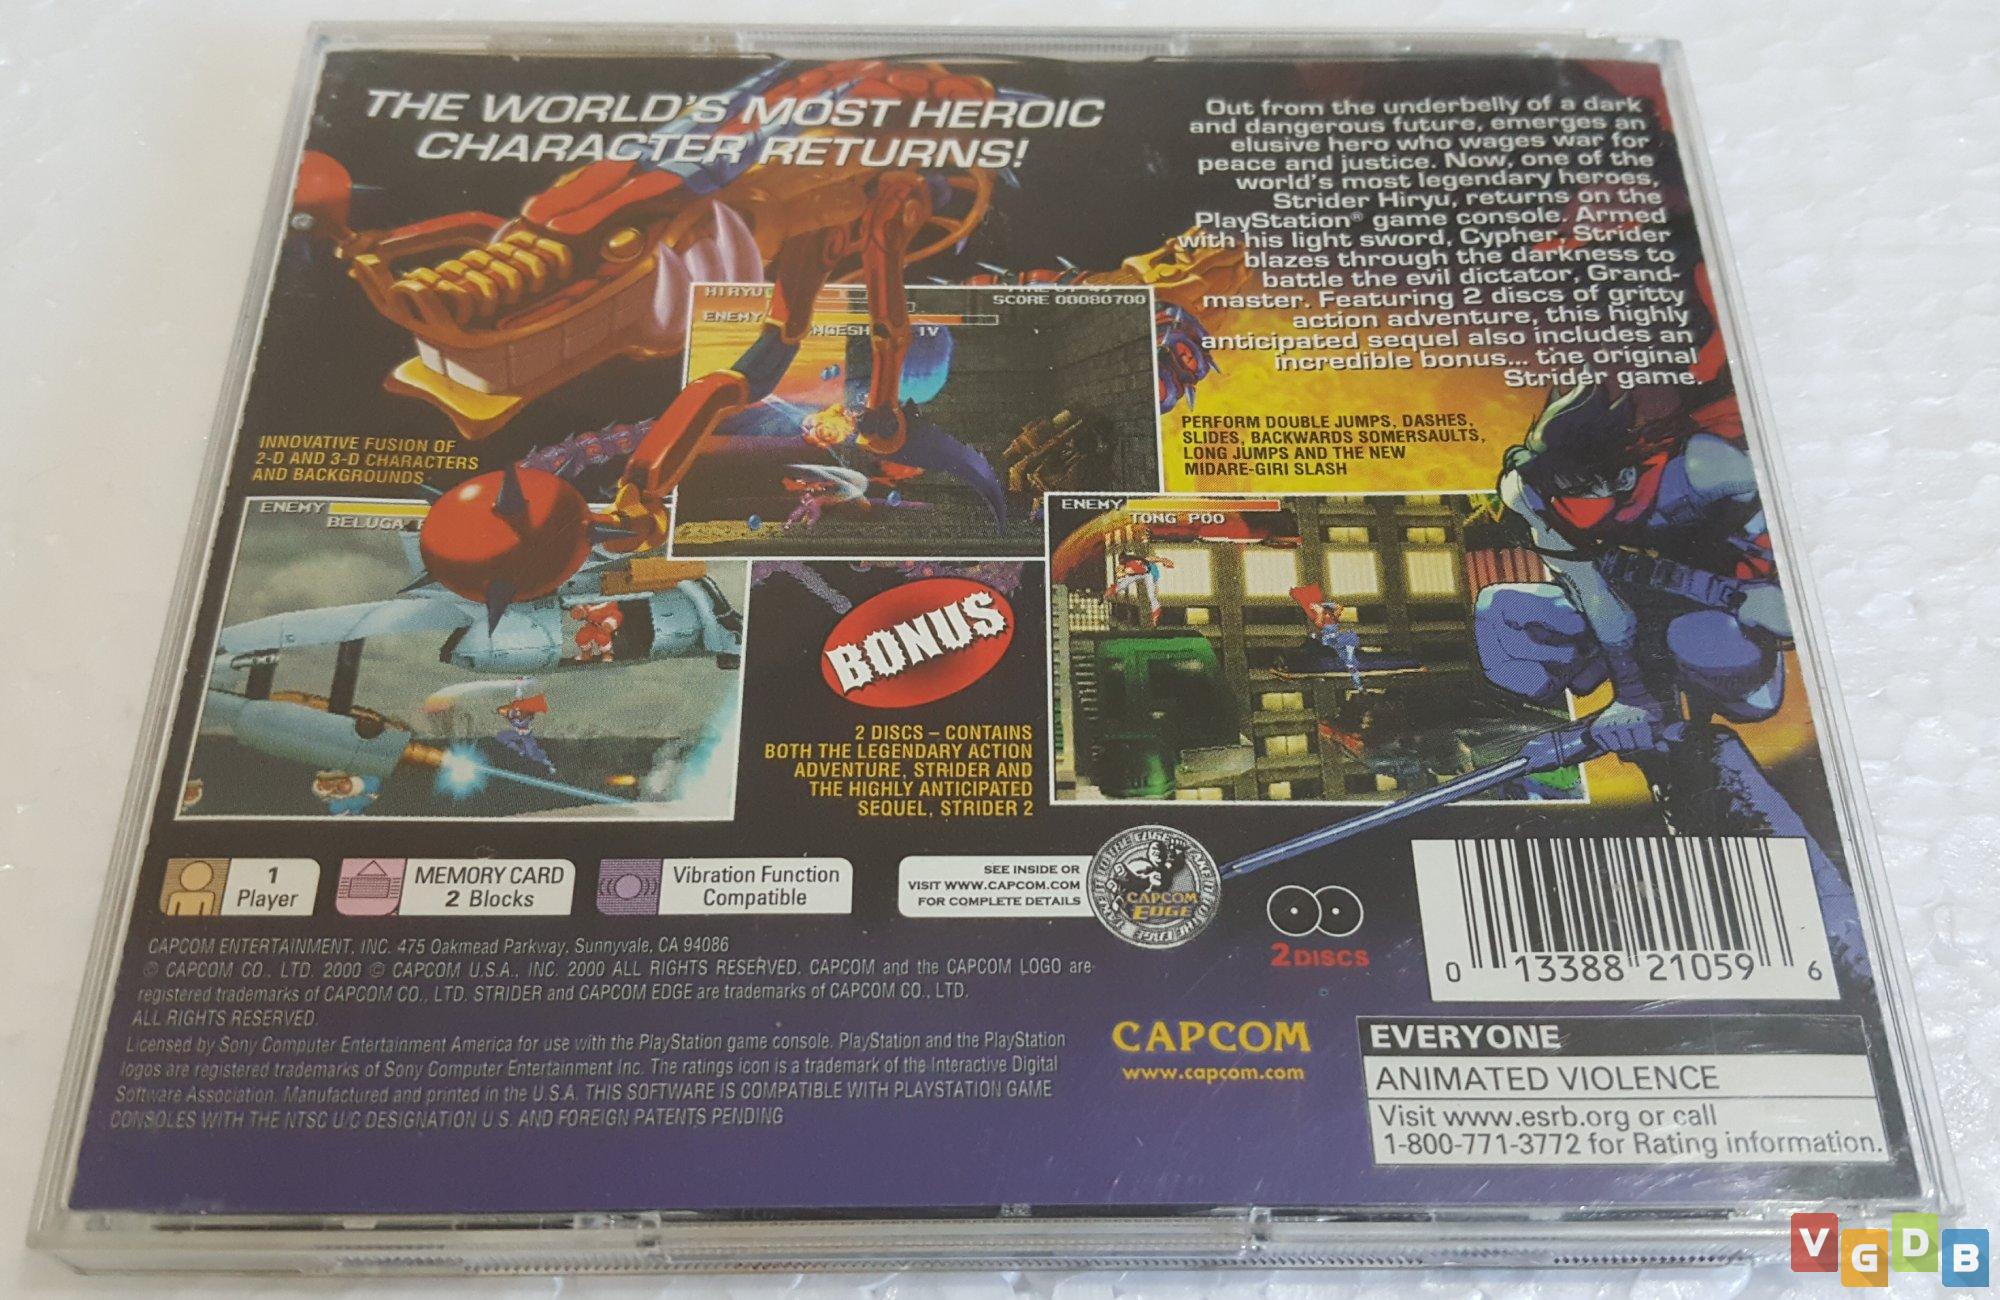 THE WORLD'S MOST HEROIC
CHARACTER RETURNS!
Out from the underbelly of a dark
and dangerous future, emerges an
elusive hero who wages war for
peace and justice. Now, one of the
world's most legendary heroes,
Strider Hiryu, returns on the
PlayStation® game console. Armed
with his light sword, Cypher, Strider
blazes through the darkness to
battle the evil dictator, Grand-
master. Featuring 2 discs of gritty
action adventure, this highly
anticipated sequel also includes an
incredible bonus... the original
Strider game.
HIRYU
SCORE 00080700
ENEMY
IV
INNOVATIVE FUSION OF
2-D AND 3-D CHARACTERS
AND BACKGROUNDS
PERFORM DOUBLE JUMPS, DASHES,
SLIDES, BACKWARDS SOMERSAULTS,
LONG JUMPS AND THE NEW
MIDARE-GIRI SLASH
ENEMY
BELUGA
ENEMY
TONG POO
BONUS
2 DISCS – CONTAINS
BOTH THE LEGENDARY ACTION
ADVENTURE, STRIDER AND
THE HIGHLY ANTICIPATED
SEQUEL, STRIDER 2
1
Player
MEMORY CARD
2 Blocks
Vibration Function
Compatible
SEE INSIDE OR
VISIT WWW.CAPCOM.COM
FOR COMPLETE DETAILS
CAPCOM
EDGE
2 DISCS
0 13388 21059 6
CAPCOM ENTERTAINMENT, INC. 475 Oakmead Parkway, Sunnyvale, CA 94086
© CAPCOM CO., LTD. 2000 © CAPCOM U.S.A., INC. 2000 ALL RIGHTS RESERVED. CAPCOM and the CAPCOM LOGO are
registered trademarks of CAPCOM CO., LTD. STRIDER and CAPCOM EDGE are trademarks of CAPCOM CO., LTD.
ALL RIGHTS RESERVED.
Licensed by Sony Computer Entertainment America for use with the PlayStation game console. PlayStation and the PlayStation
logos are registered trademarks of Sony Computer Entertainment Inc. The ratings icon is a trademark of the Interactive Digital
Software Association. Manufactured and printed in the U.S.A. THIS SOFTWARE IS COMPATIBLE WITH PLAYSTATION GAME
CONSOLES WITH THE NTSC U/C DESIGNATION U.S. AND FOREIGN PATENTS PENDING
CAPCOM
www.capcom.com
EVERYONE
ANIMATED VIOLENCE
Visit www.esrb.org or call
1-800-771-3772 for Rating information.
VGDB